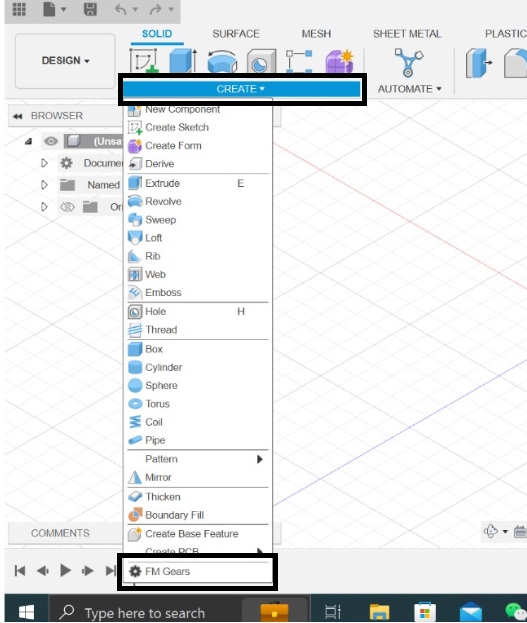 SOLID SURFACE MESH SHEET METAL PLASTIC
DESIGN
CREATE AUTOMATE
BROWSER
New Component
(Unsa
Create Sketch
Create Form
Docume
Derive
Named
Extrude E
Ori
Revolve
Sweep
Loft
Rib
Web
Emboss
Hole H
Thread
Box
Cylinder
Sphere
Torus
Coil
Pipe
Pattern
Mirror
Thicken
Boundary Fill
COMMENTS
Create Base Feature
Create PCB
FM Gears
Type here to search